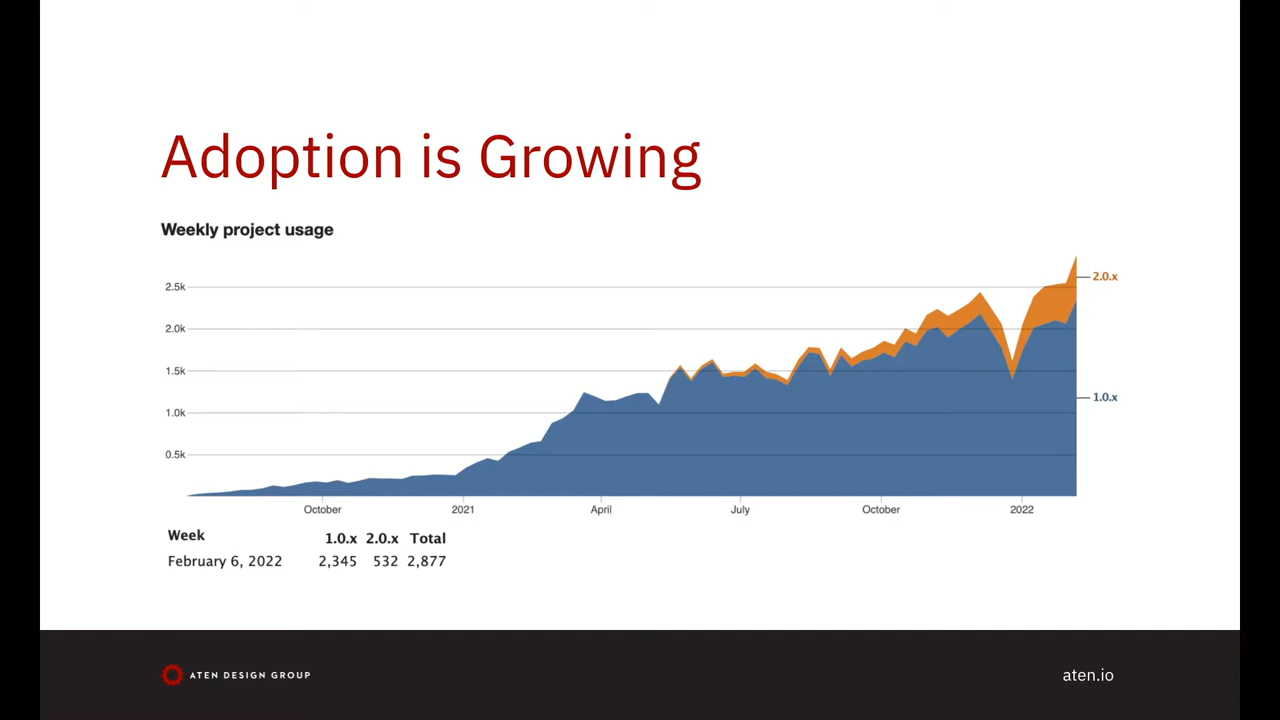 Adoption is Growing
Weekly project usage
2.5k
2.0k
1.5k
1.0k
0.5k
2.0.x
1.0.x
October 2021 April July October 2022
Week 1.0.x 2.0.x Total
February 6, 2022 2,345 532 2,877
ATEN DESIGN GROUP
aten.io